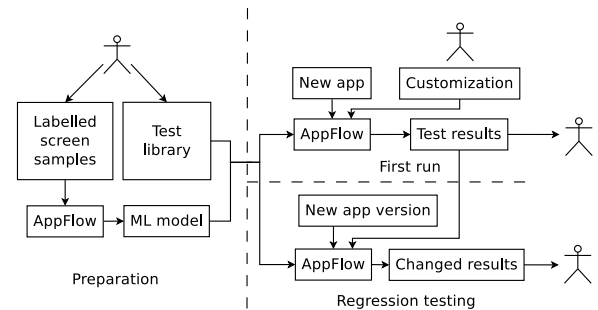 New app
Customization
Labelled
screen
samples
Test
library
AppFlow
Test results
First run
AppFlow
ML model
New app version
AppFlow
Changed results
Preparation
Regression testing